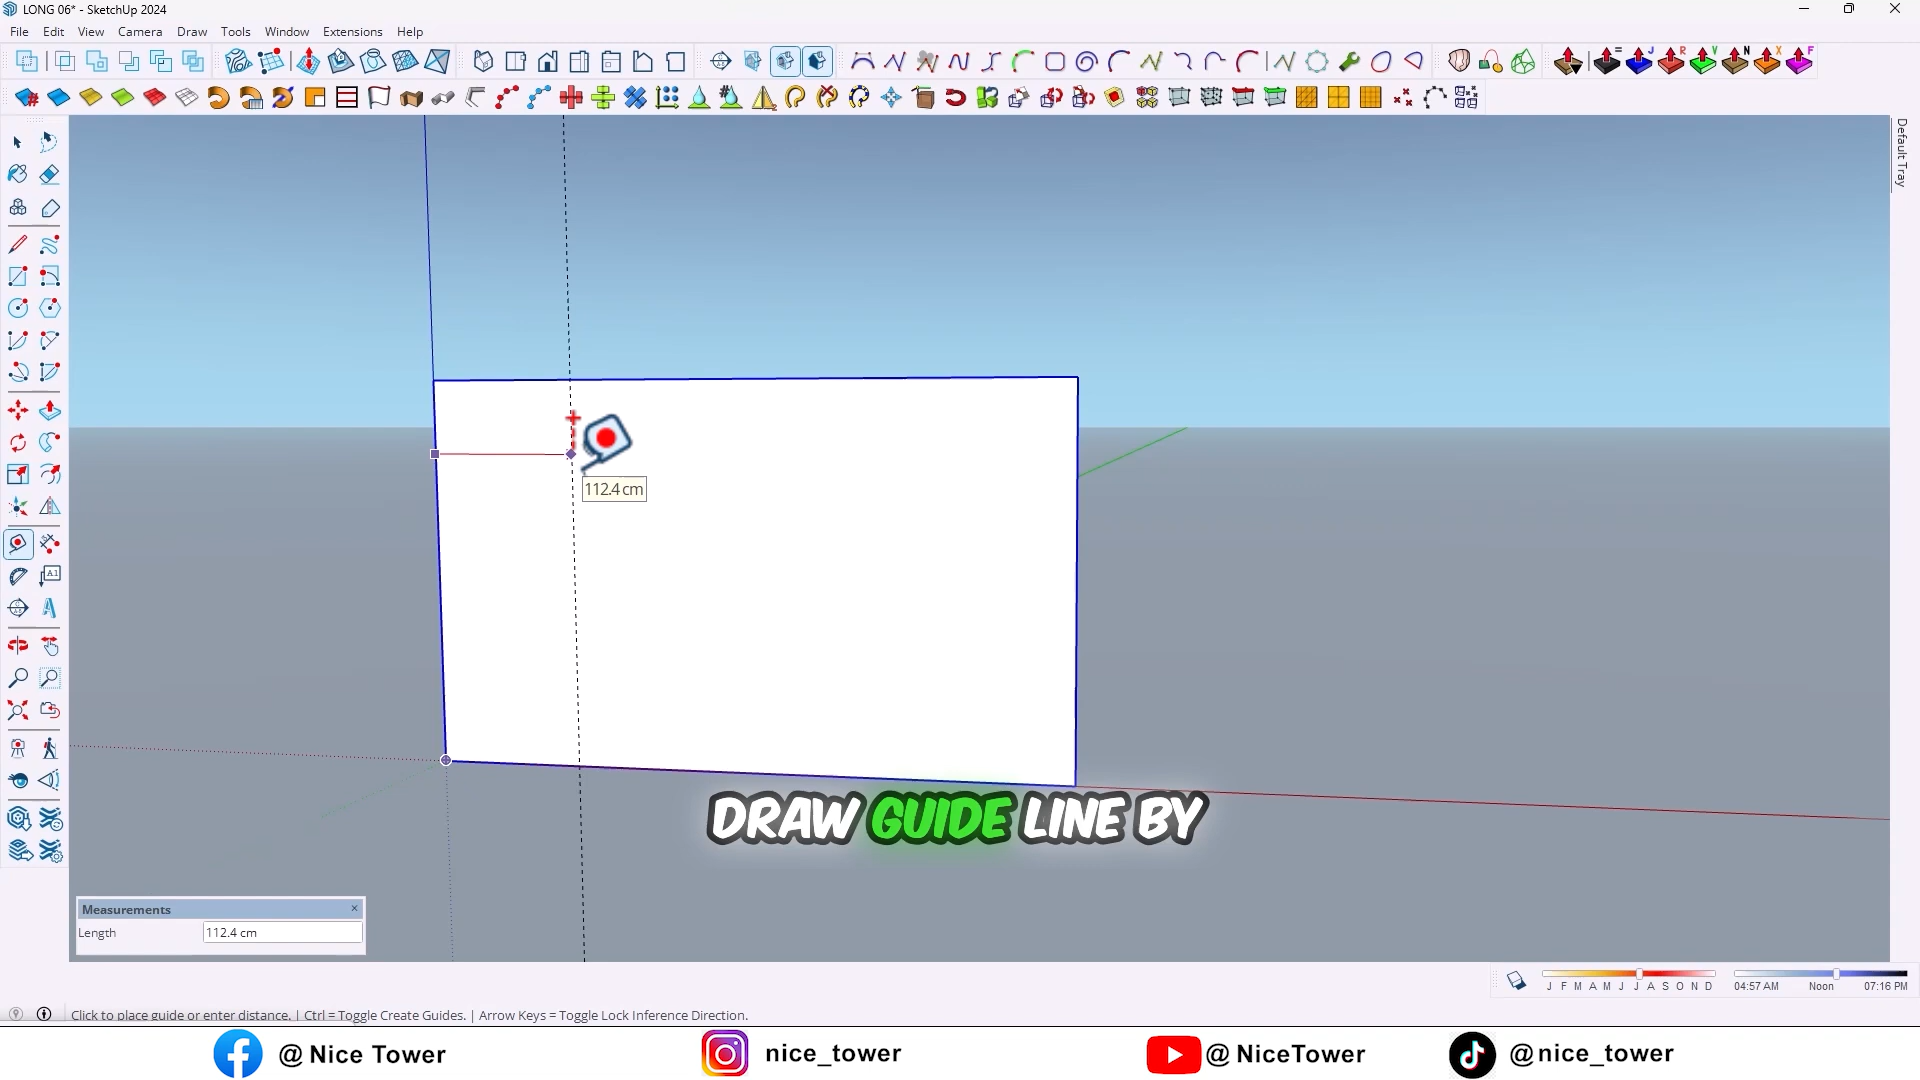 LONG 06* - SketchUp 2024
File Edit View Camera Draw Tools Window Extensions Help
= J R V N X F
Default Tray
112.4 cm
A1
DRAW GUIDE LINE BY
Measurements
Length 112.4 cm
J F M A M J J A S O N D 04:57 AM Noon 07:16 PM
Click to place guide or enter distance. | Ctrl = Toggle Create Guides. | Arrow Keys = Toggle Lock Inference Direction.
@ Nice Tower nice_tower @ NiceTower @nice_tower